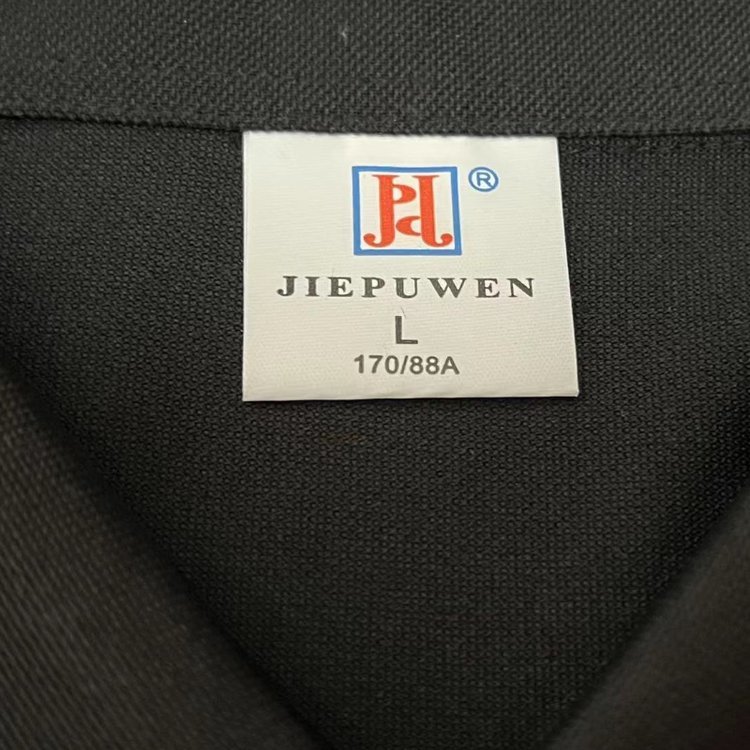 ®
JIEPUWEN
L
170/88A